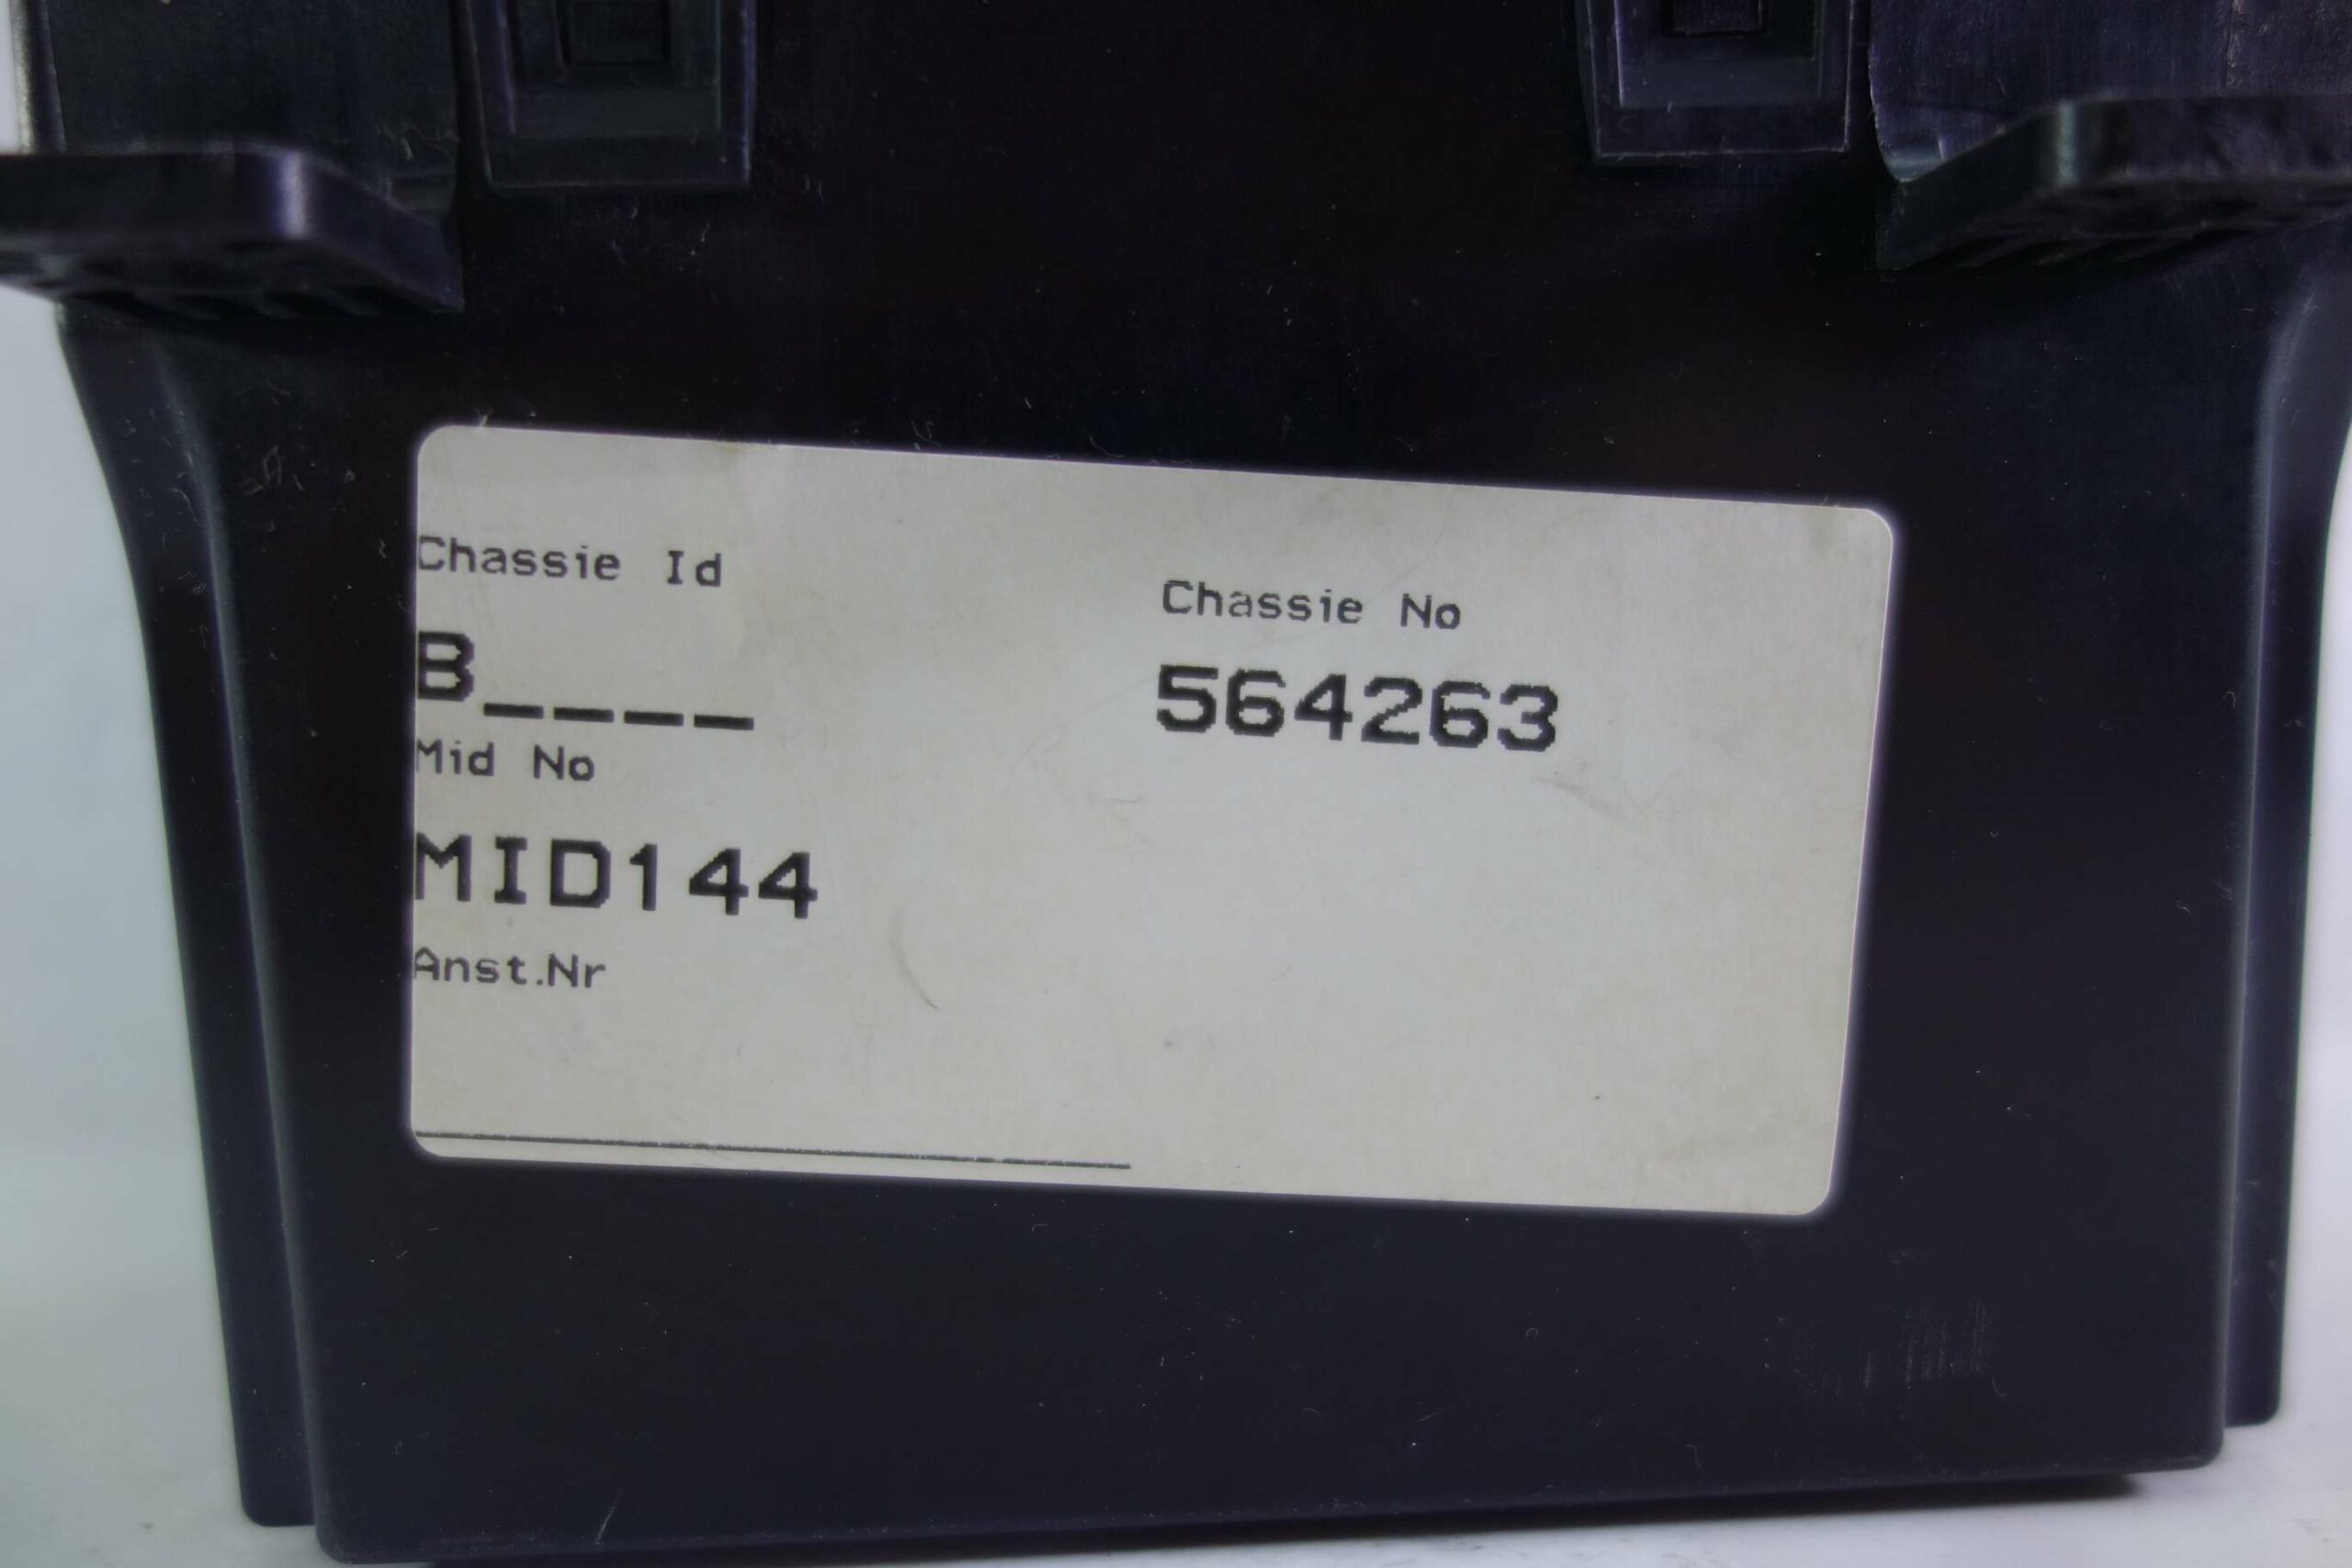 Chassie Id
Chassie No
B____
564263
Mid No
MID144
Anst.Nr